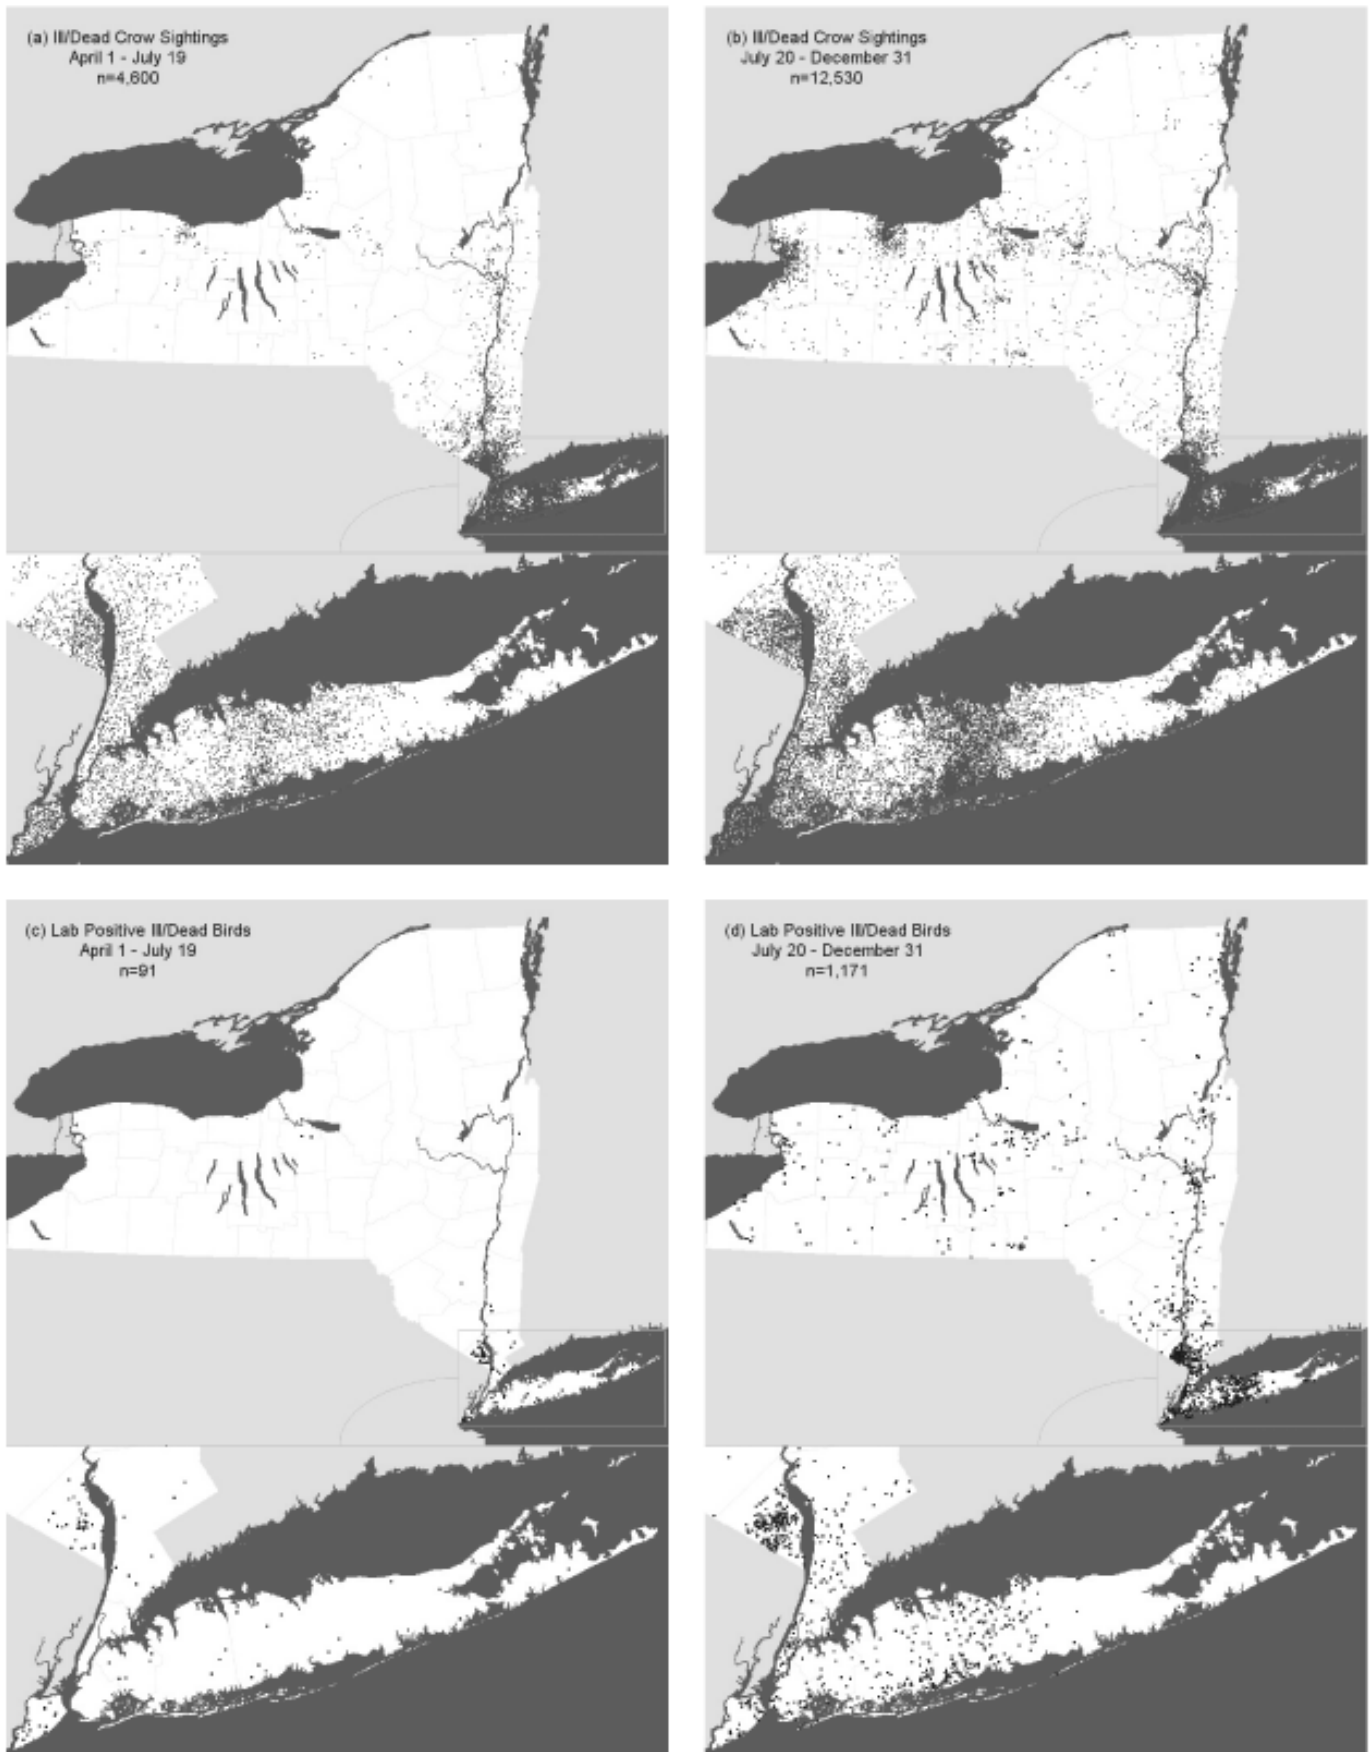 (a) Ill/Dead Crow Sightings
April 1 - July 19
n=4,600
(b) Ill/Dead Crow Sightings
July 20 - December 31
n=12,530
(c) Lab Positive Ill/Dead Birds
April 1 - July 19
n=91
(d) Lab Positive Ill/Dead Birds
July 20 - December 31
n=1,171